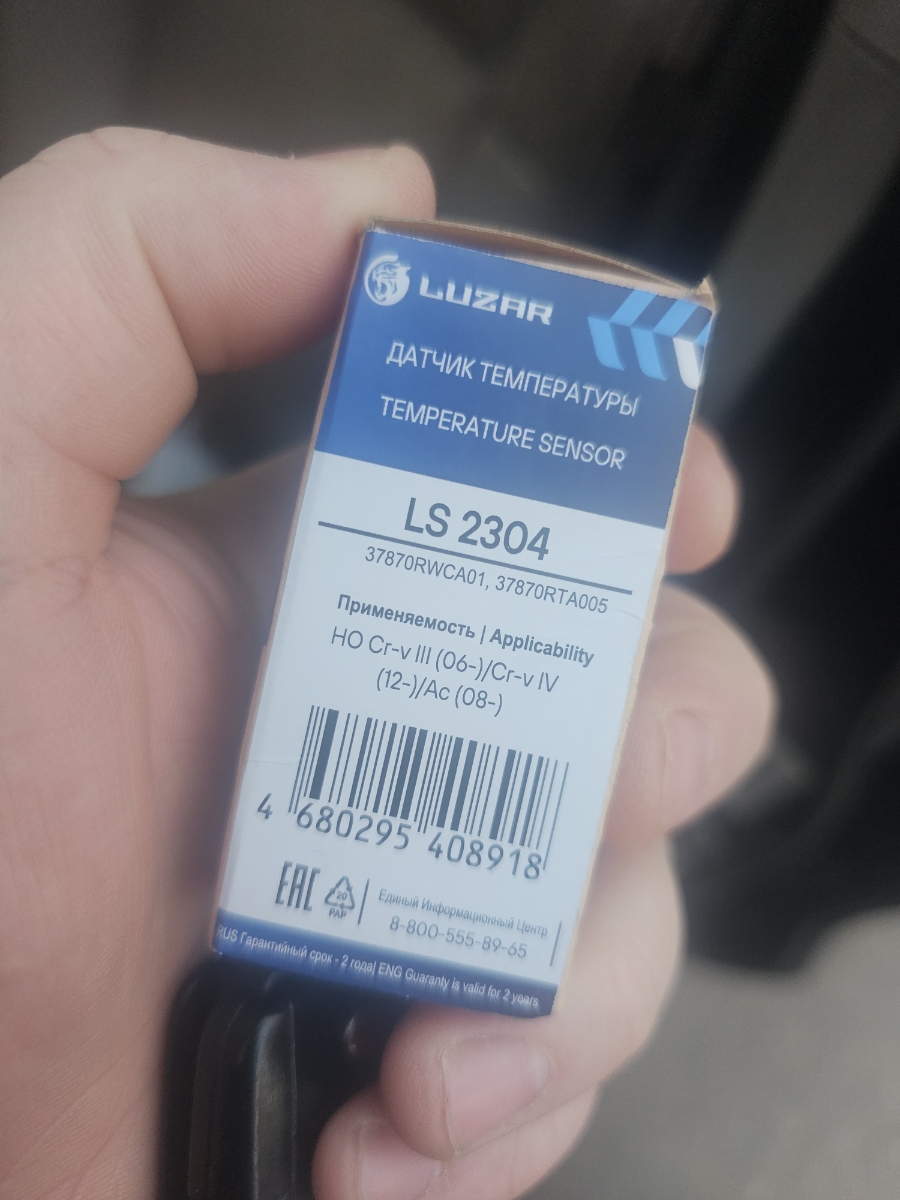 LUZAR
ДАТЧИК ТЕМПЕРАТУРЫ
TEMPERATURE SENSOR
LS 2304
37870RWCA01, 37870RTA005
Применяемость | Applicability
HO Cr-v III (06-)/Cr-v IV
(12-)/Ac (08-)
4 680295 408918
EAC
20
PAP
Единый Информационный Центр
8-800-555-89-65
RUS Гарантийный срок - 2 года| ENG Guaranty is valid for 2 years